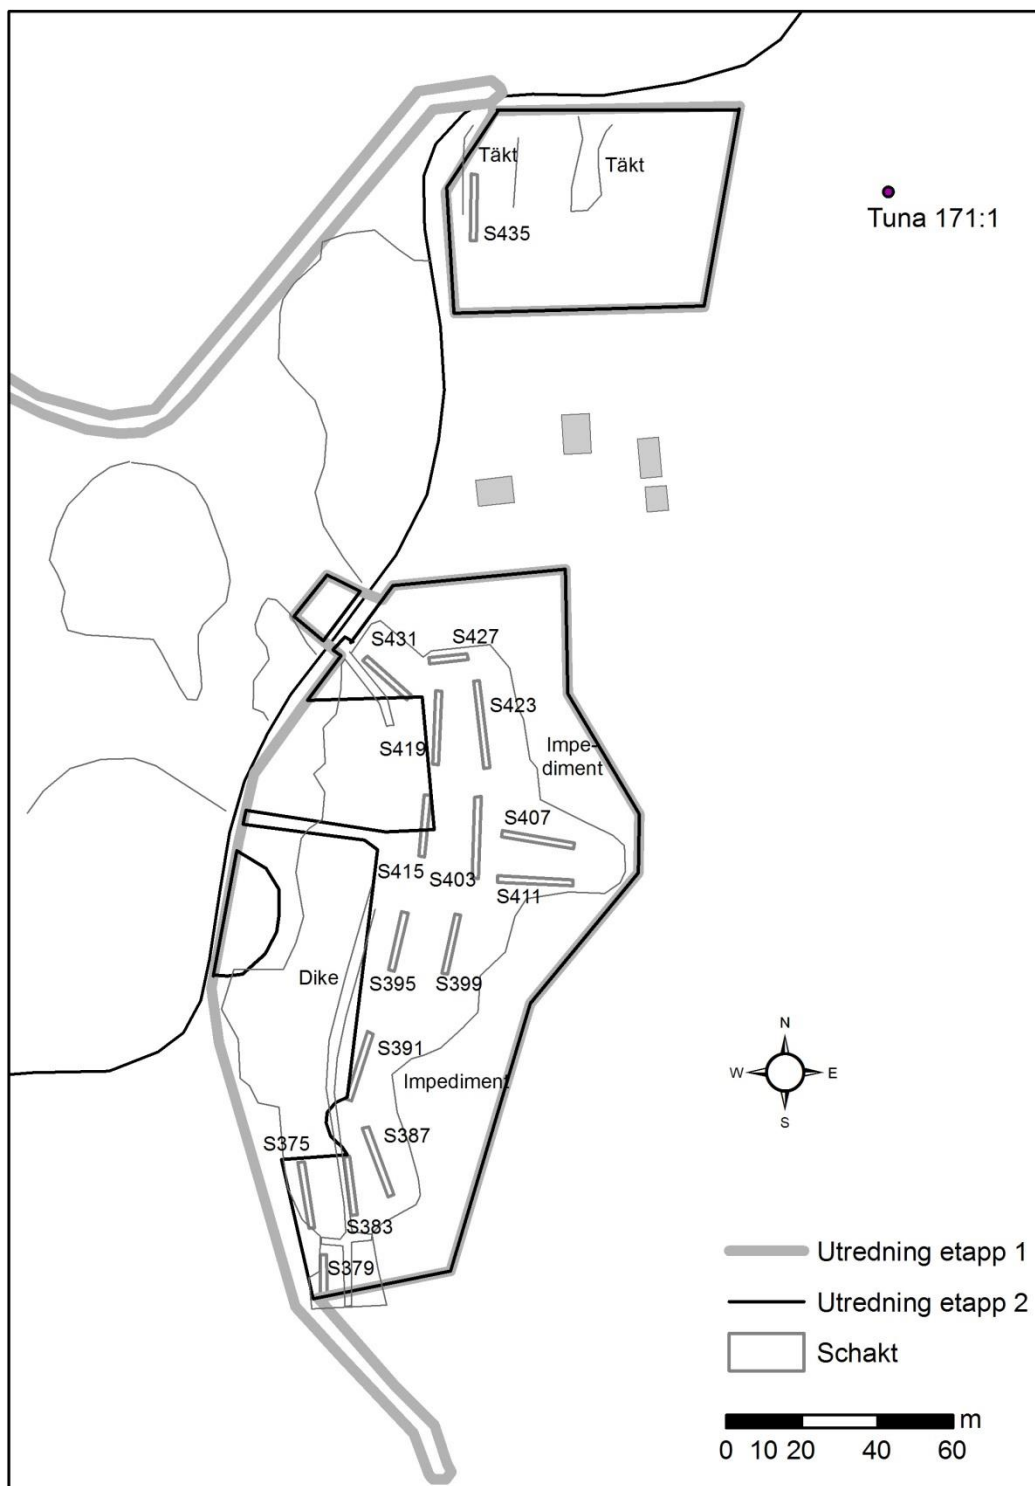 Täkt
Täkt
Tuna 171:1
S435
S431
S427
S423
S419
Impe-
diment
S407
S415
S403
S411
Dike
S395
S399
S391
Impediment
S387
S375
S383
S379
N
W
E
S
Utredning etapp 1
Utredning etapp 2
Schakt
m
0 10 20 40 60